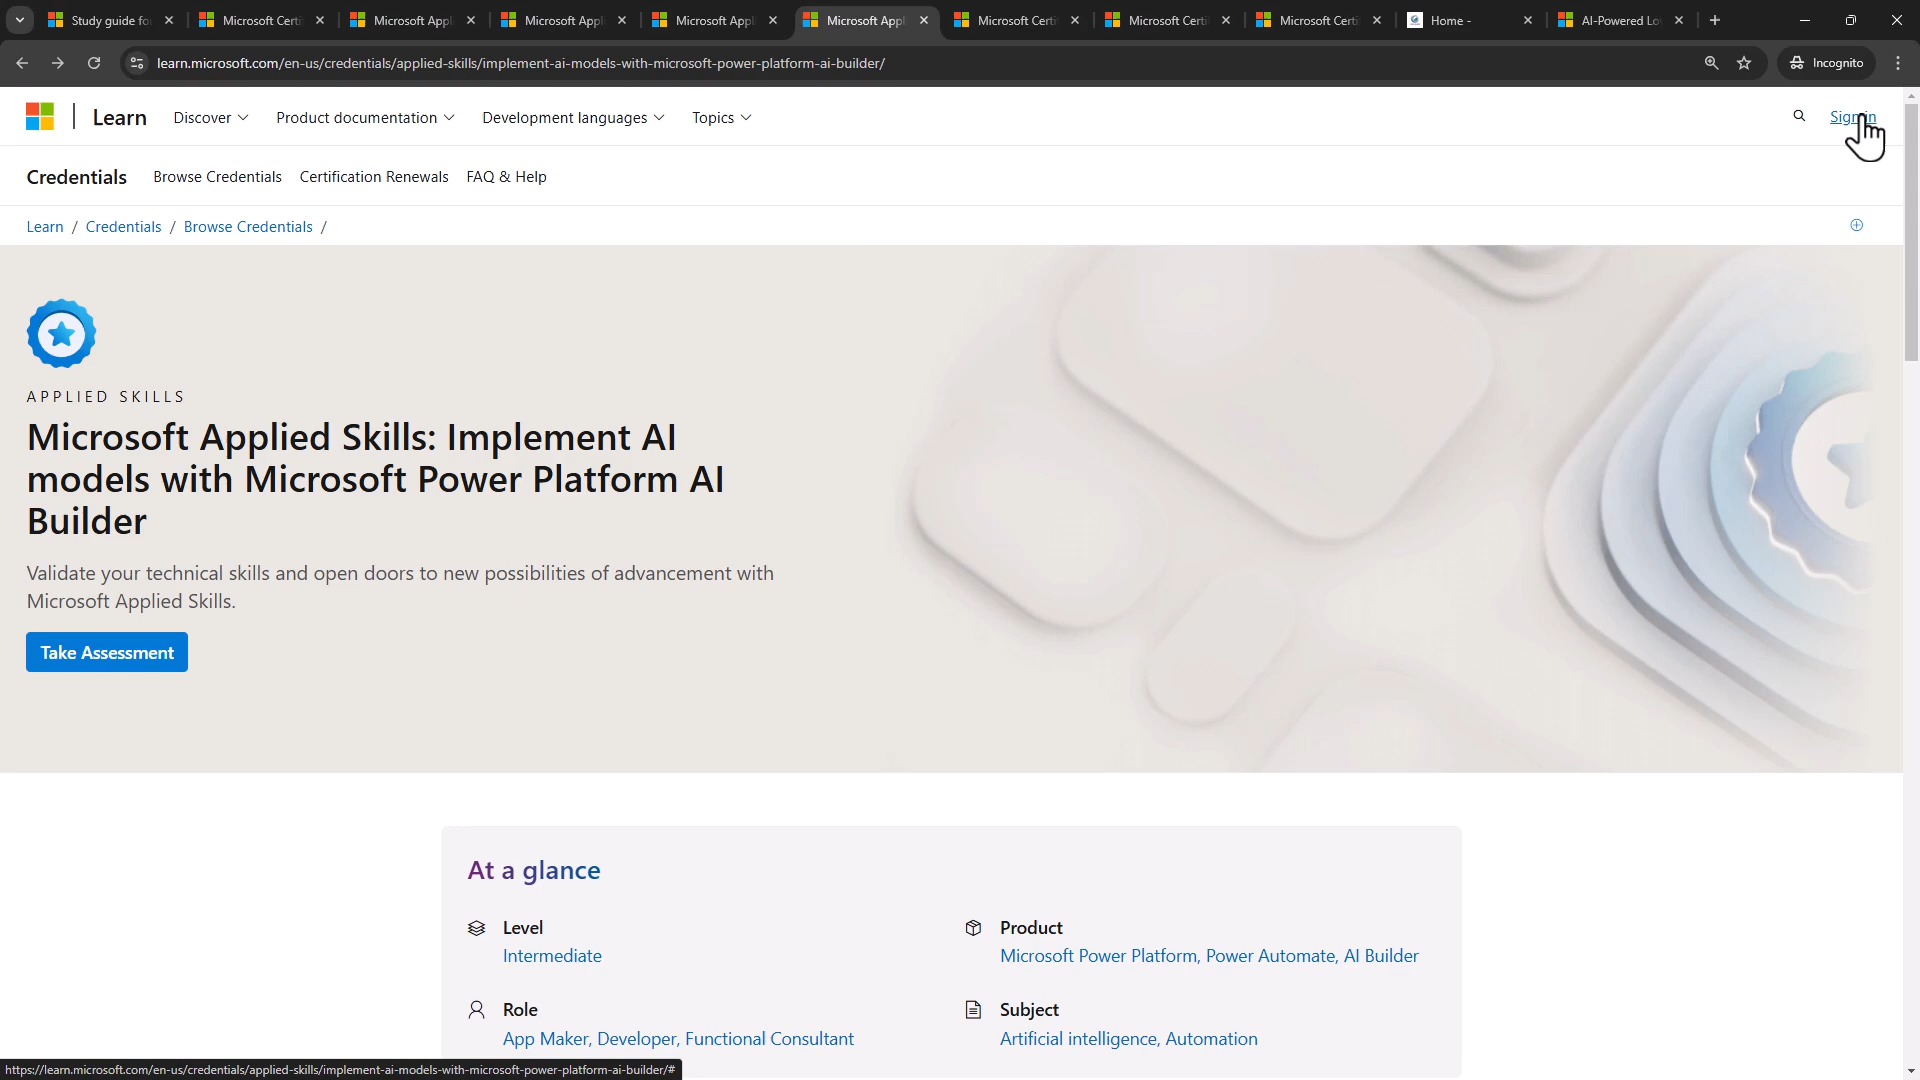 Study guide fo
Microsoft Certi
Microsoft Appl
Microsoft Appl
Microsoft Appl
Microsoft Appl
Microsoft Certi
Microsoft Certi
Microsoft Certi
Home -
AI-Powered Lo
learn.microsoft.com/en-us/credentials/applied-skills/implement-ai-models-with-microsoft-power-platform-ai-builder/
Incognito
Learn
Discover
Product documentation
Development languages
Topics
Sign in
Credentials
Browse Credentials
Certification Renewals
FAQ & Help
Learn / Credentials / Browse Credentials /
APPLIED SKILLS
Microsoft Applied Skills: Implement AI
models with Microsoft Power Platform AI
Builder
Validate your technical skills and open doors to new possibilities of advancement with
Microsoft Applied Skills.
Take Assessment
At a glance
Level
Intermediate
Product
Microsoft Power Platform, Power Automate, AI Builder
Role
App Maker, Developer, Functional Consultant
Subject
Artificial intelligence, Automation
https://learn.microsoft.com/en-us/credentials/applied-skills/implement-ai-models-with-microsoft-power-platform-ai-builder/#